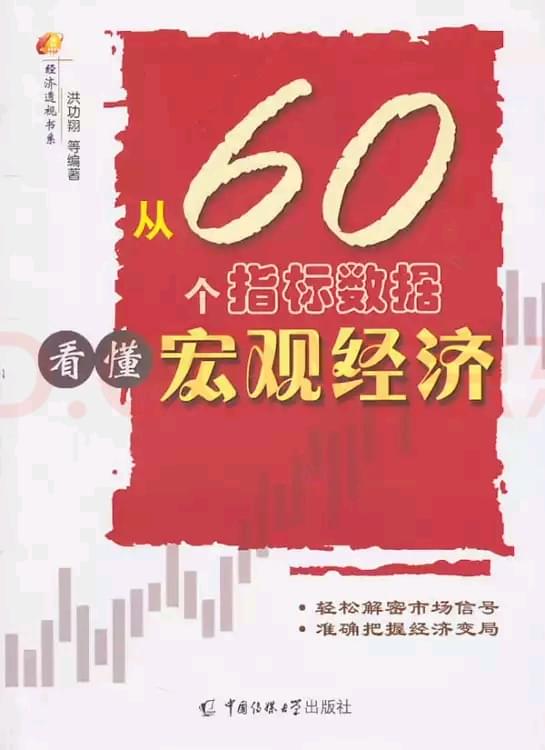 经济透视书系
洪功翔 等编著
从60
个指标数据
看懂宏观经济
• 轻松解密市场信号
• 准确把握经济变局
中国传媒大学出版社